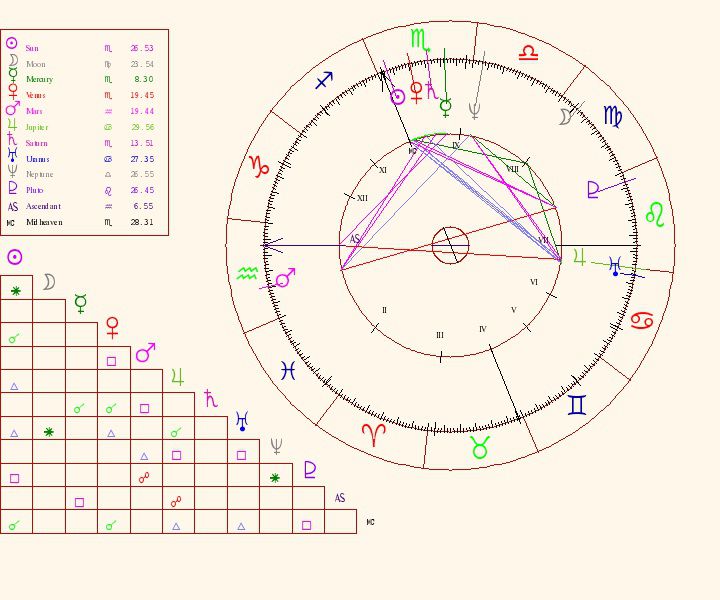 ☉ Sun ♏ 26.53
☽ Moon ♍ 23.54
☿ Mercury ♏ 8.30
♀ Venus ♏ 19.45
♂ Mars ♒ 19.44
♃ Jupiter ♋ 29.56
♄ Saturn ♏ 13.51
♅ Uranus ♋ 27.35
♆ Neptune ♎ 26.55
♇ Pluto ♌ 26.45
AS Ascendant ♒ 6.55
MC Midheaven ♏ 28.31
MC
IX
VIII
XI
XII
AS
VII
VI
II
V
IV
III
AS
MC